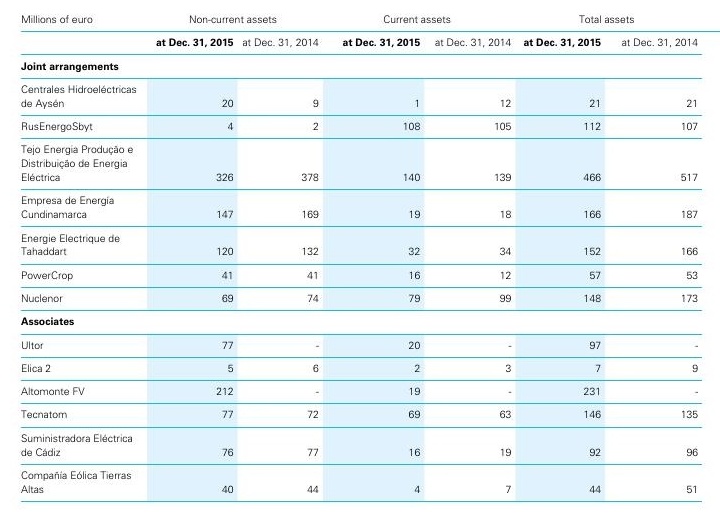 Millions of euro Non-current assets Current assets Total assets
at Dec. 31, 2015 at Dec. 31, 2014 at Dec. 31, 2015 at Dec. 31, 2014 at Dec. 31, 2015 at Dec. 31, 2014
Joint arrangements
Centrales Hidroeléctricas
de Aysén 20 9 1 12 21 21
RusEnergoSbyt 4 2 108 105 112 107
Tejo Energia Produção e
Distribuição de Energia
Eléctrica 326 378 140 139 466 517
Empresa de Energía
Cundinamarca 147 169 19 18 166 187
Energie Electrique de
Tahaddart 120 132 32 34 152 166
PowerCrop 41 41 16 12 57 53
Nuclenor 69 74 79 99 148 173
Associates
Ultor 77 - 20 - 97 -
Elica 2 5 6 2 3 7 9
Altomonte FV 212 - 19 - 231 -
Tecnatom 77 72 69 63 146 135
Suministradora Eléctrica
de Cádiz 76 77 16 19 92 96
Compañía Eólica Tierras
Altas 40 44 4 7 44 51